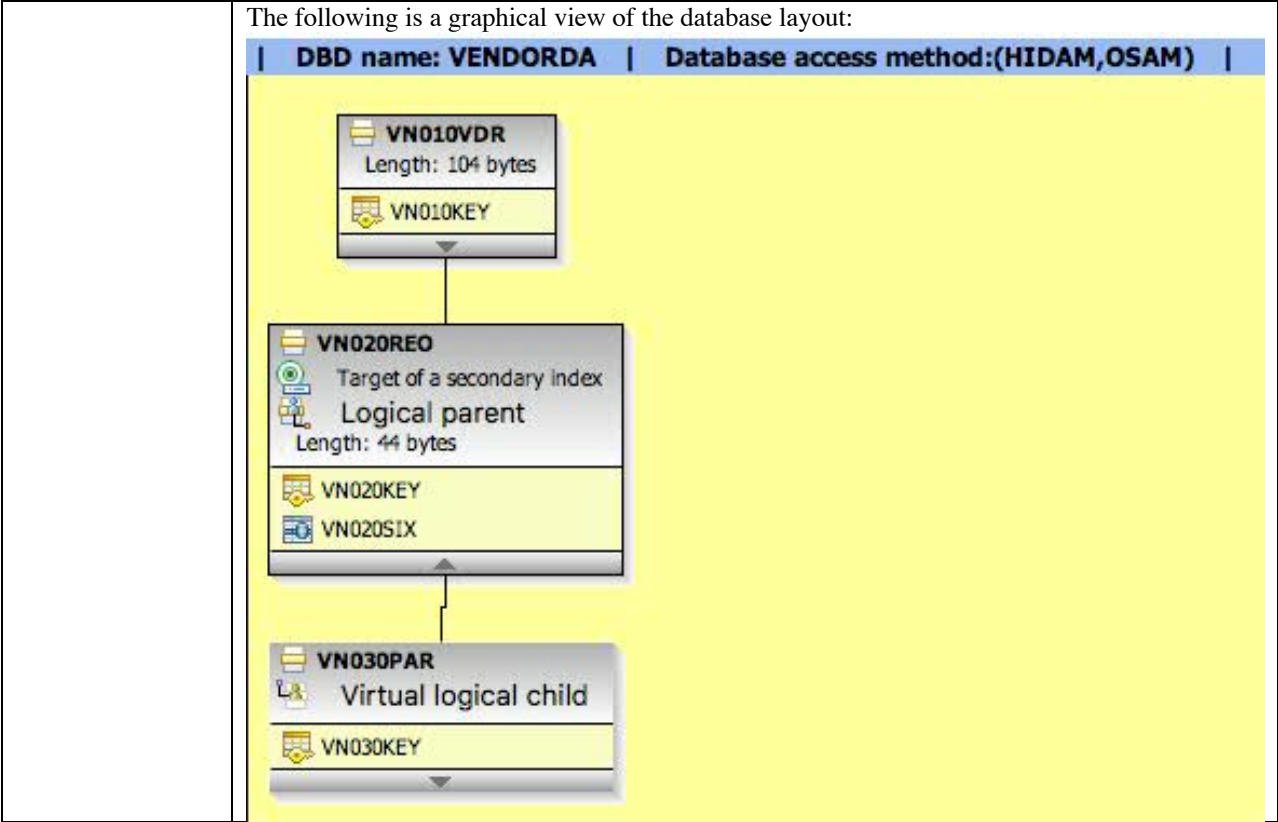 The following is a graphical view of the database layout:
| DBD name: VENDORDA | Database access method:(HIDAM,OSAM) |
VN010VDR
Length: 104 bytes
VN010KEY
VN020REO
Target of a secondary index
Logical parent
Length: 44 bytes
VN020KEY
VN020SIX
VN030PAR
Virtual logical child
VN030KEY